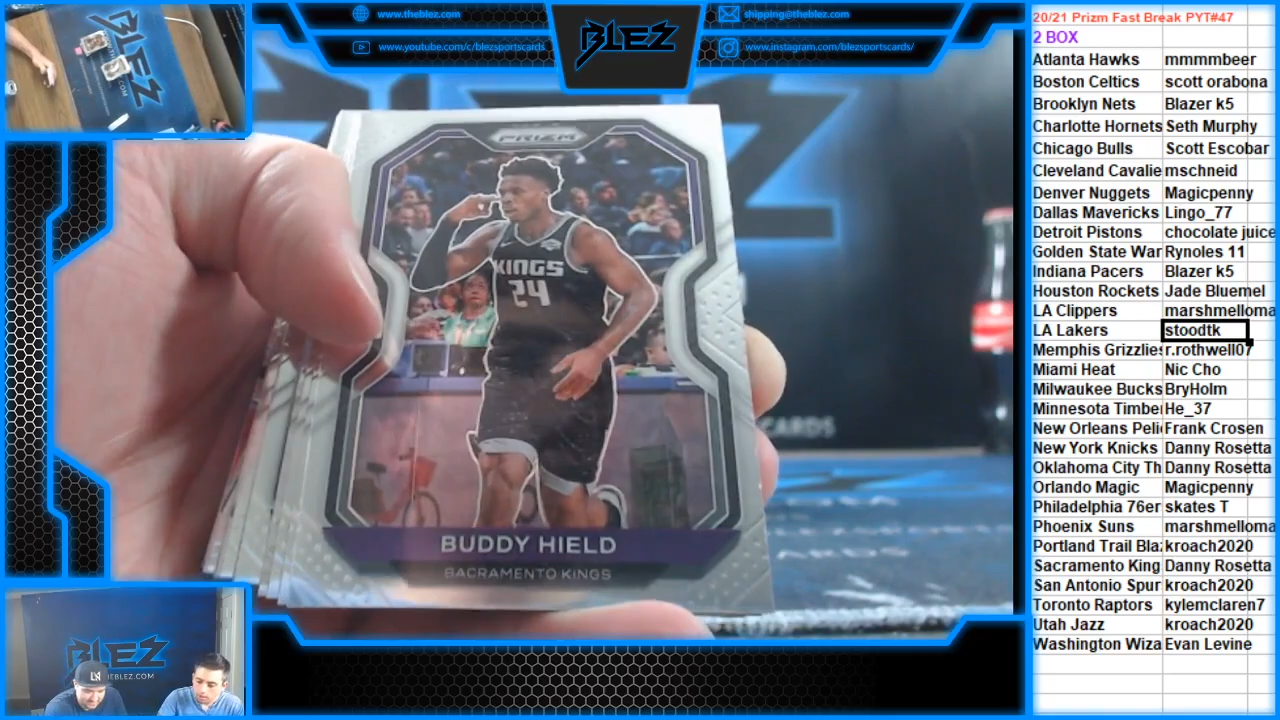 www.theblez.com
www.youtube.com/c/blezsportscards
BLEZ
shipping@theblez.com
www.instagram.com/blezsportscards/
PRIZM
KINGS
24
BUDDY HIELD
SACRAMENTO KINGS
CARDS
BLEZ
.COM
BLEZ
20/21 Prizm Fast Break PYT#47
2 BOX
Atlanta Hawks mmmmbeer
Boston Celtics scott orabona
Brooklyn Nets Blazer k5
Charlotte Hornets Seth Murphy
Chicago Bulls Scott Escobar
Cleveland Cavalie mschneid
Denver Nuggets Magicpenny
Dallas Mavericks Lingo_77
Detroit Pistons chocolate juice
Golden State War Rynoles 11
Indiana Pacers Blazer k5
Houston Rockets Jade Bluemel
LA Clippers marshmelloma
LA Lakers stoodtk
Memphis Grizzlies r.rothwell07
Miami Heat Nic Cho
Milwaukee Bucks BryHolm
Minnesota Timber He_37
New Orleans Peli Frank Crosen
New York Knicks Danny Rosetta
Oklahoma City Th Danny Rosetta
Orlando Magic Magicpenny
Philadelphia 76er skates T
Phoenix Suns marshmelloma
Portland Trail Blaz kroach2020
Sacramento King Danny Rosetta
San Antonio Spur kroach2020
Toronto Raptors kylemclaren7
Utah Jazz kroach2020
Washington Wiza Evan Levine